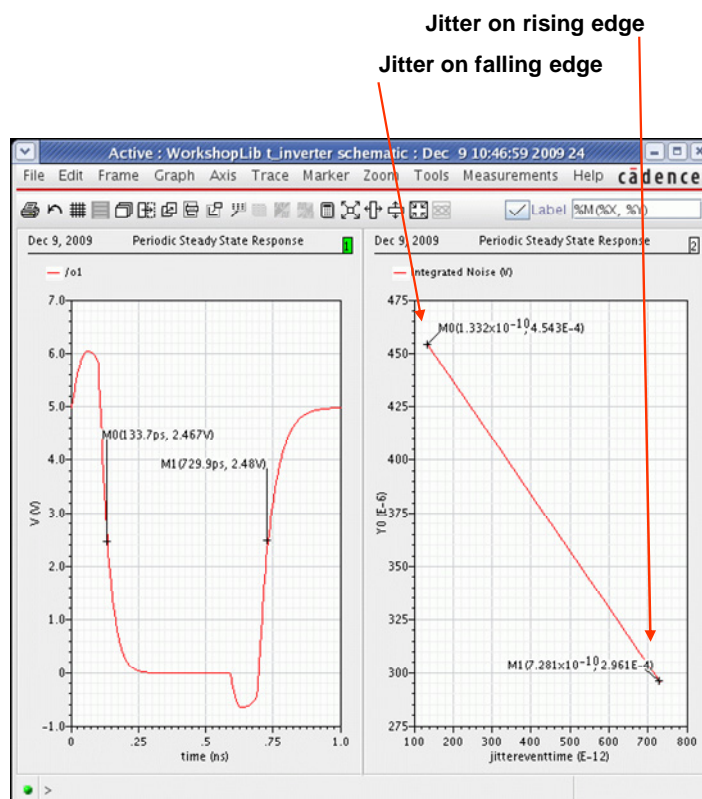 Jitter on rising edge
Jitter on falling edge
Active : WorkshopLib t_inverter schematic : Dec 9 10:46:59 2009 24
File Edit Frame Graph Axis Trace Marker Zoom Tools Measurements Help cādence
Label %M(%X, %Y)
Dec 9, 2009 Periodic Steady State Response 1
/o1
7.0
6.0
5.0
4.0
3.0
2.0
1.0
0
-1.0
V (V)
M0(133.7ps, 2.467V)
M1(729.9ps, 2.48V)
0 .25 .5 .75 1.0
time (ns)
Dec 9, 2009 Periodic Steady State Response 2
Integrated Noise (V)
475
450
425
400
375
350
325
300
275
Y0 (E-6)
M0(1.332x10⁻¹⁰, 4.543E-4)
M1(7.281x10⁻¹⁰, 2.961E-4)
100 200 300 400 500 600 700 800
jittereventtime (E-12)
>